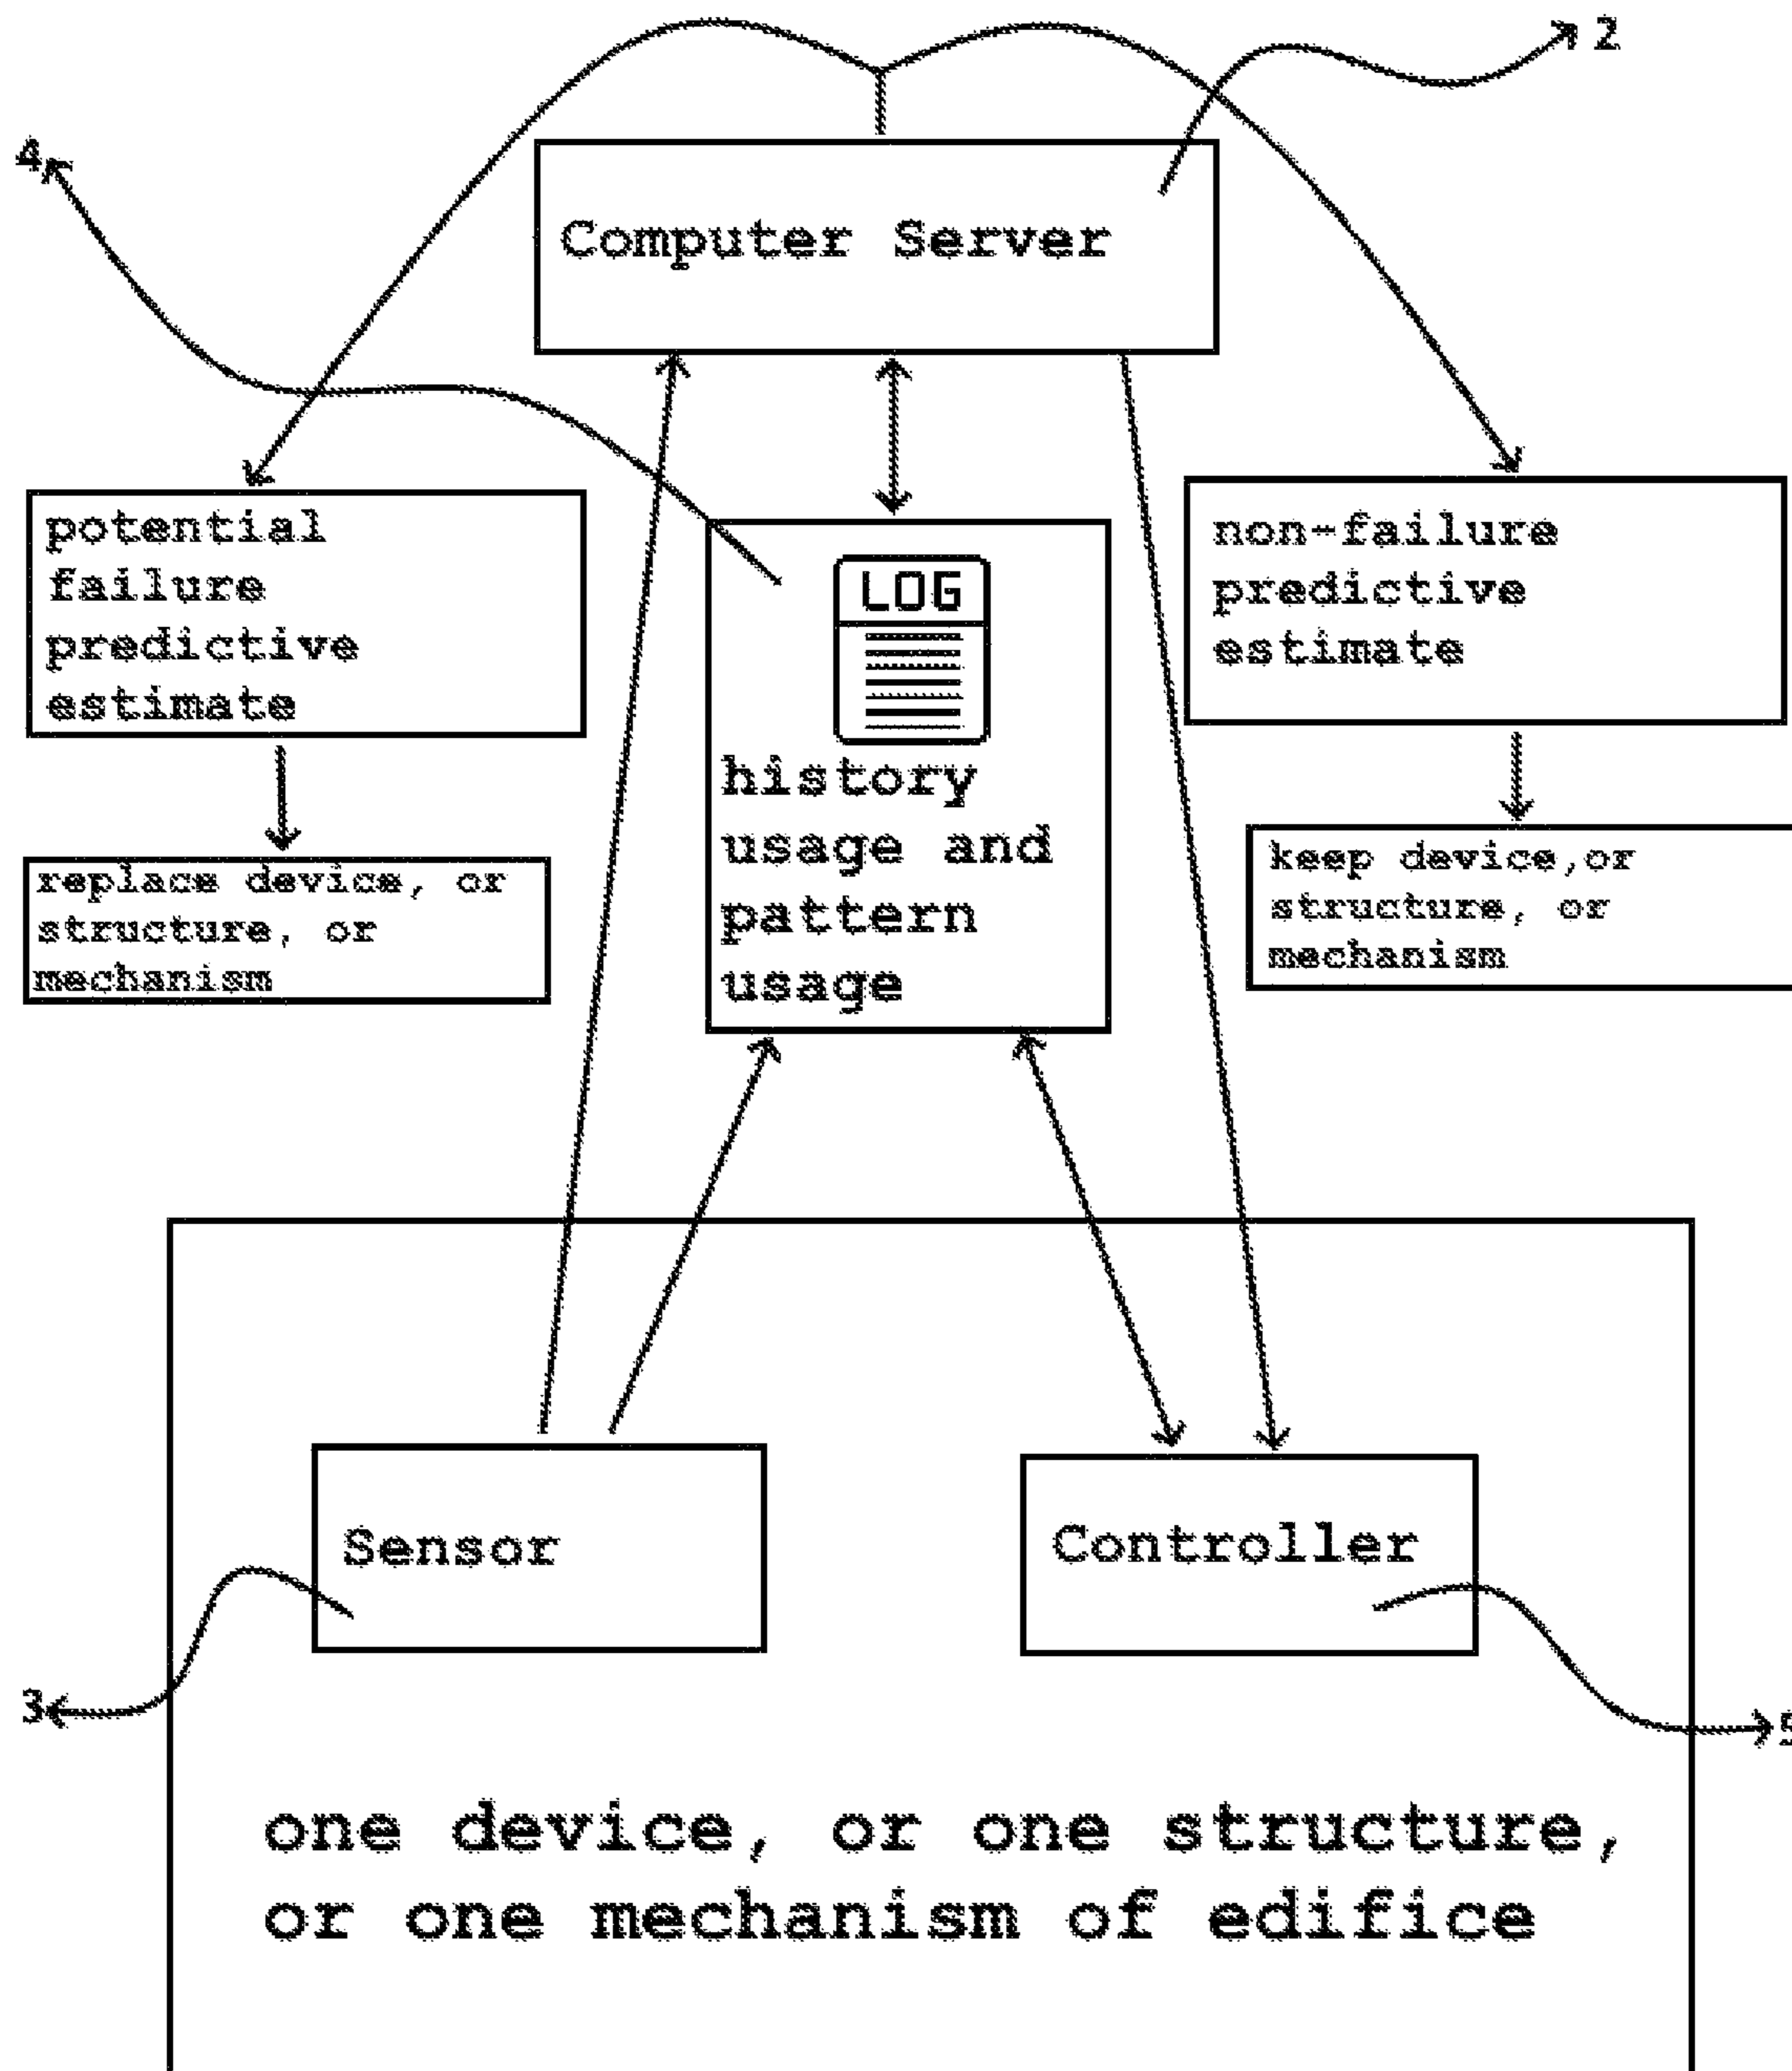 2
4
Computer Server
potential
failure
predictive
estimate
LOG
history
usage and
pattern
usage
non-failure
predictive
estimate
replace device, or
structure, or
mechanism
keep device,or
structure, or
mechanism
Sensor
Controller
3
5
one device, or one structure,
or one mechanism of edifice